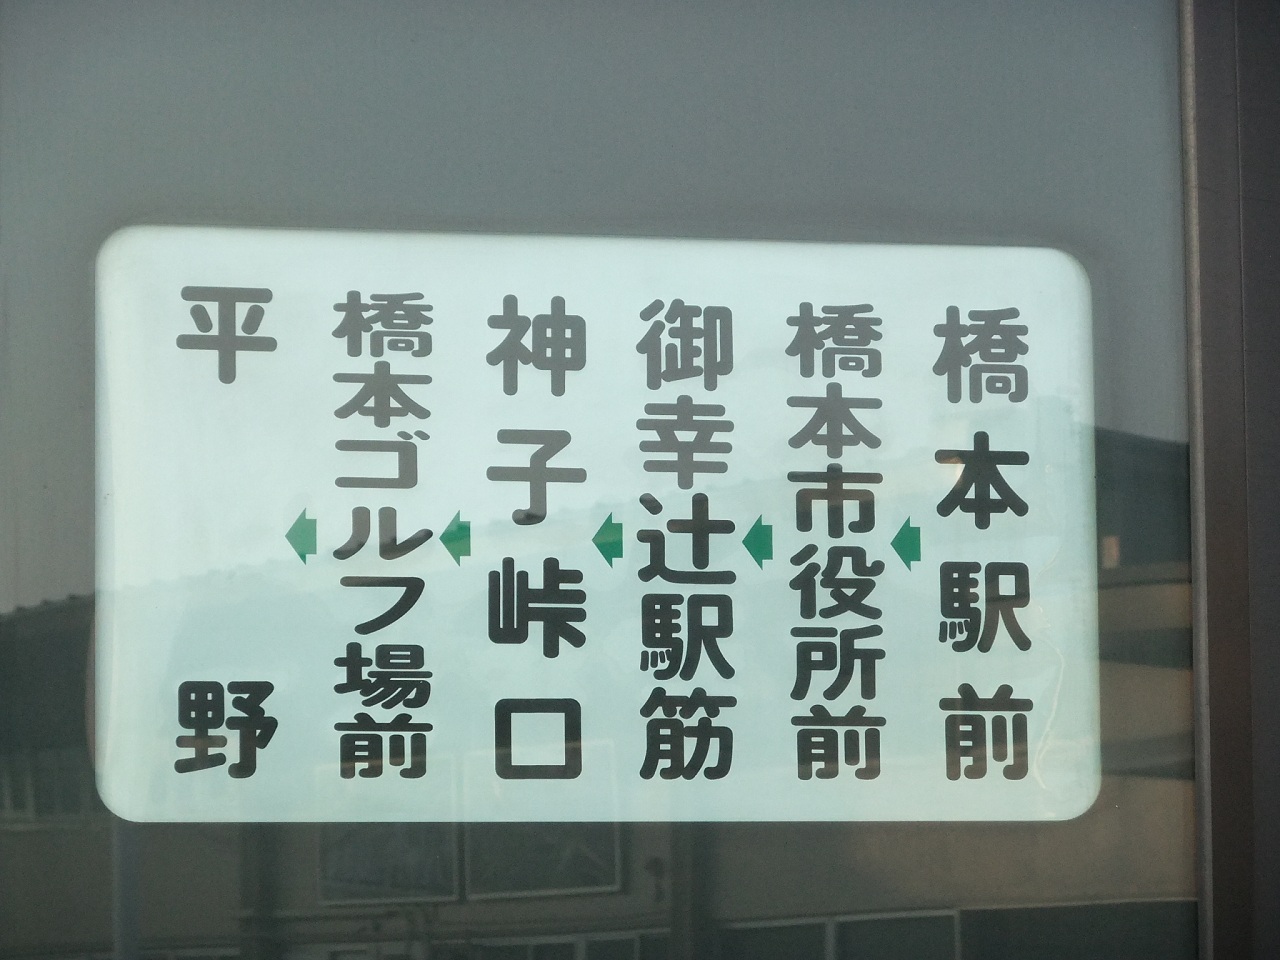 橋本駅前
橋本市役所前
御幸辻駅筋
神子峠口
橋本ゴルフ場前
平野